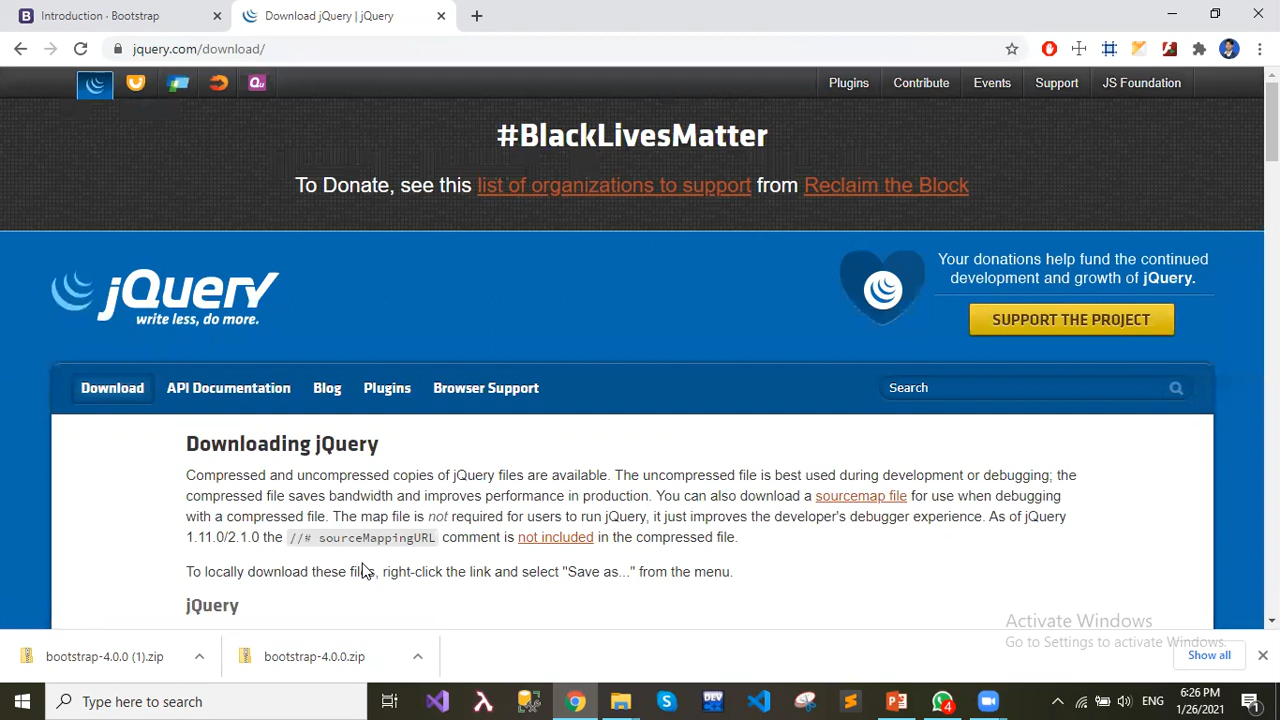 Introduction · Bootstrap
Download jQuery | jQuery
jquery.com/download/
Qu
Plugins
Contribute
Events
Support
JS Foundation
#BlackLivesMatter
To Donate, see this list of organizations to support from Reclaim the Block
jQuery
write less, do more.
Your donations help fund the continued
development and growth of jQuery.
SUPPORT THE PROJECT
Download
API Documentation
Blog
Plugins
Browser Support
Search
Downloading jQuery
Compressed and uncompressed copies of jQuery files are available. The uncompressed file is best used during development or debugging; the
compressed file saves bandwidth and improves performance in production. You can also download a sourcemap file for use when debugging
with a compressed file. The map file is not required for users to run jQuery, it just improves the developer's debugger experience. As of jQuery
1.11.0/2.1.0 the //# sourceMappingURL comment is not included in the compressed file.
To locally download these files, right-click the link and select "Save as..." from the menu.
jQuery
Activate Windows
Go to Settings to activate Windows.
bootstrap-4.0.0 (1).zip
bootstrap-4.0.0.zip
Show all
Type here to search
DEV
4
ENG
6:26 PM
1/26/2021
1